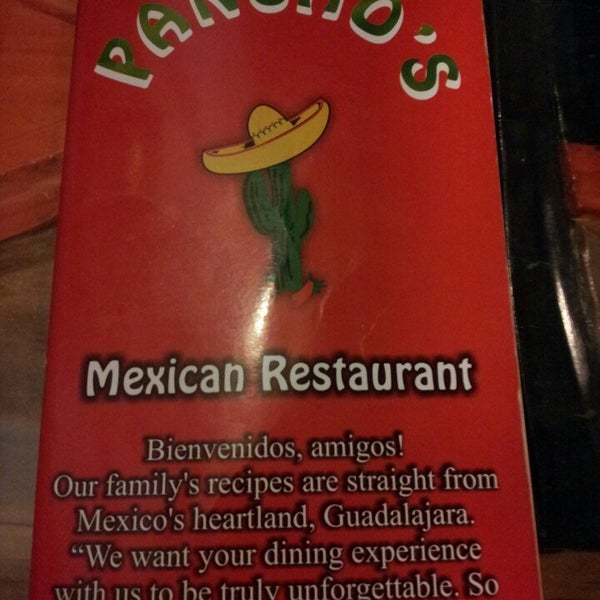 PANCHO'S
Mexican Restaurant
Bienvenidos, amigos!
Our family's recipes are straight from
Mexico's heartland, Guadalajara.
“We want your dining experience
with us to be truly unforgettable. So